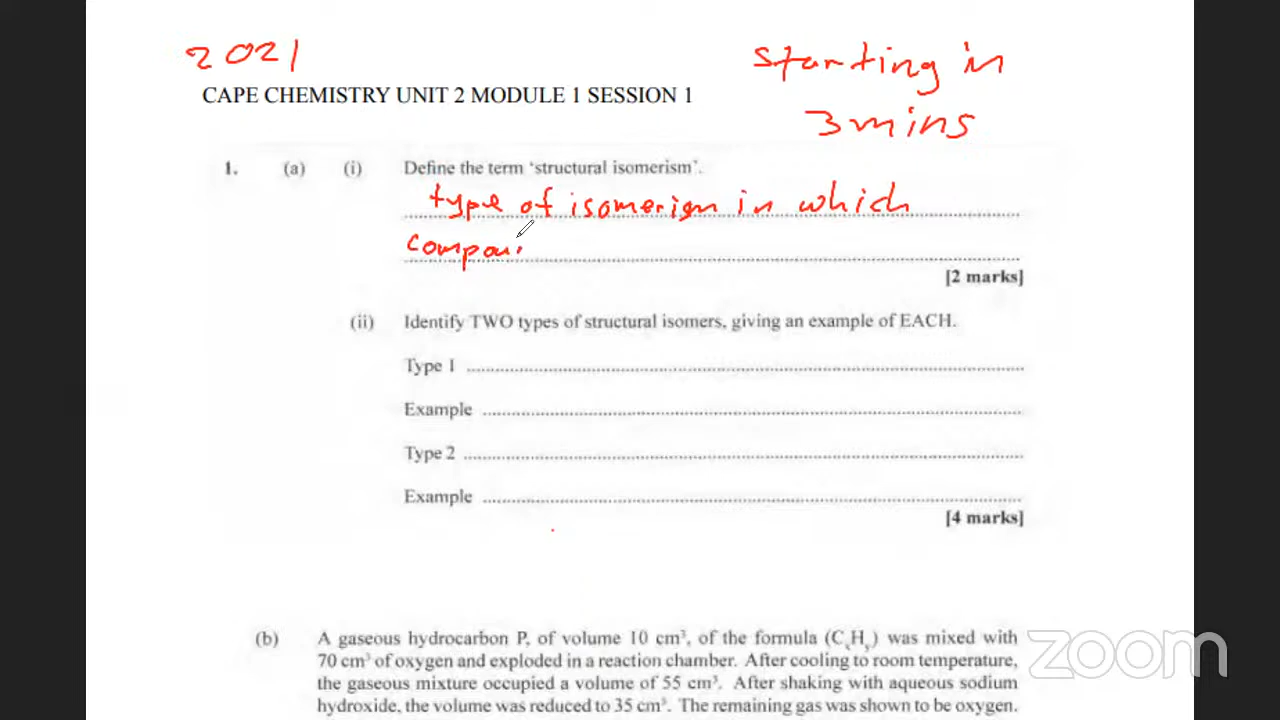 2021
starting in
3 mins
CAPE CHEMISTRY UNIT 2 MODULE 1 SESSION 1
1. (a) (i) Define the term ‘structural isomerism’.
type of isomerism in which
compou
[2 marks]
(ii) Identify TWO types of structural isomers, giving an example of EACH.
Type 1
Example
Type 2
Example
[4 marks]
(b) A gaseous hydrocarbon P, of volume 10 cm³, of the formula (CₓHᵧ) was mixed with
70 cm³ of oxygen and exploded in a reaction chamber. After cooling to room temperature,
the gaseous mixture occupied a volume of 55 cm³. After shaking with aqueous sodium
hydroxide, the volume was reduced to 35 cm³. The remaining gas was shown to be oxygen.
zoom